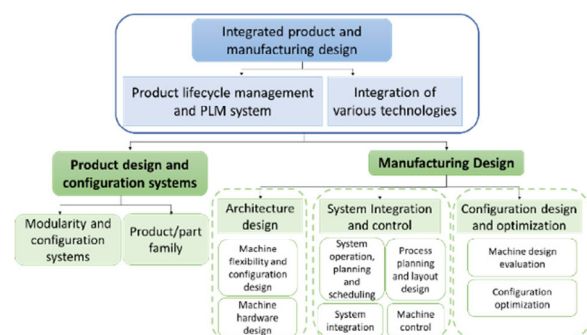 Integrated product and
manufacturing design
Product lifecycle management
and PLM system
Integration of
various technologies
Product design and
configuration systems
Manufacturing Design
Modularity and
configuration
systems
Product/part
family
Architecture
design
Machine
flexibility and
configuration
design
Machine
hardware
design
System Integration
and control
System
operation,
planning
and
scheduling
Process
planning
and layout
design
System
integration
Machine
control
Configuration design
and optimization
Machine design
evaluation
Configuration
optimization